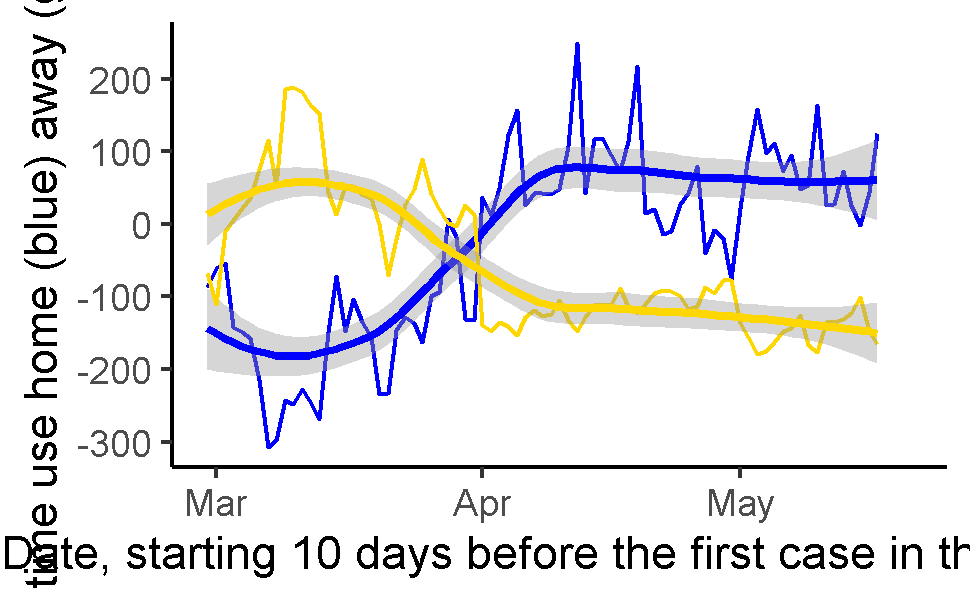 time use home (blue) away (
200
100
0
-100
-200
-300
Mar
Apr
May
Date, starting 10 days before the first case in th